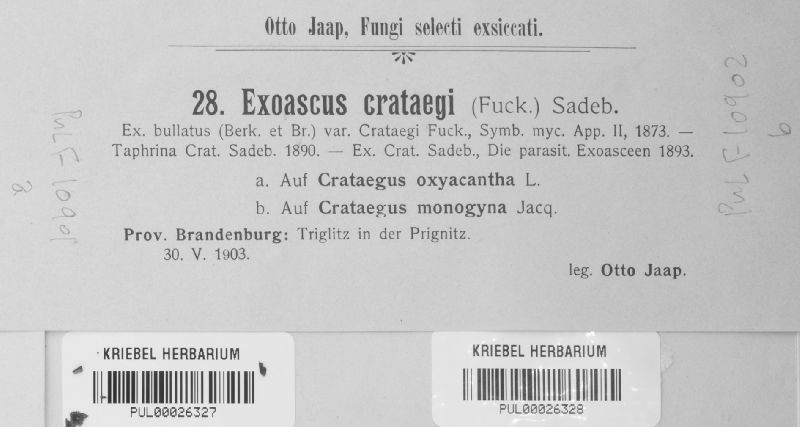 Otto Jaap, Fungi selecti exsiccati.
28. Exoascus crataegi (Fuck.) Sadeb.
Ex. bullatus (Berk. et Br.) var. Crataegi Fuck., Symb. myc. App. II, 1873. —
Taphrina Crat. Sadeb. 1890. — Ex. Crat. Sadeb., Die parasit. Exoasceen 1893.
a. Auf Crataegus oxyacantha L.
b. Auf Crataegus monogyna Jacq.
Prov. Brandenburg: Triglitz in der Prignitz.
30. V. 1903.
leg. Otto Jaap.
PUL F-10901
a
PUL F-10902
b
KRIEBEL HERBARIUM
PUL00026327
KRIEBEL HERBARIUM
PUL00026328